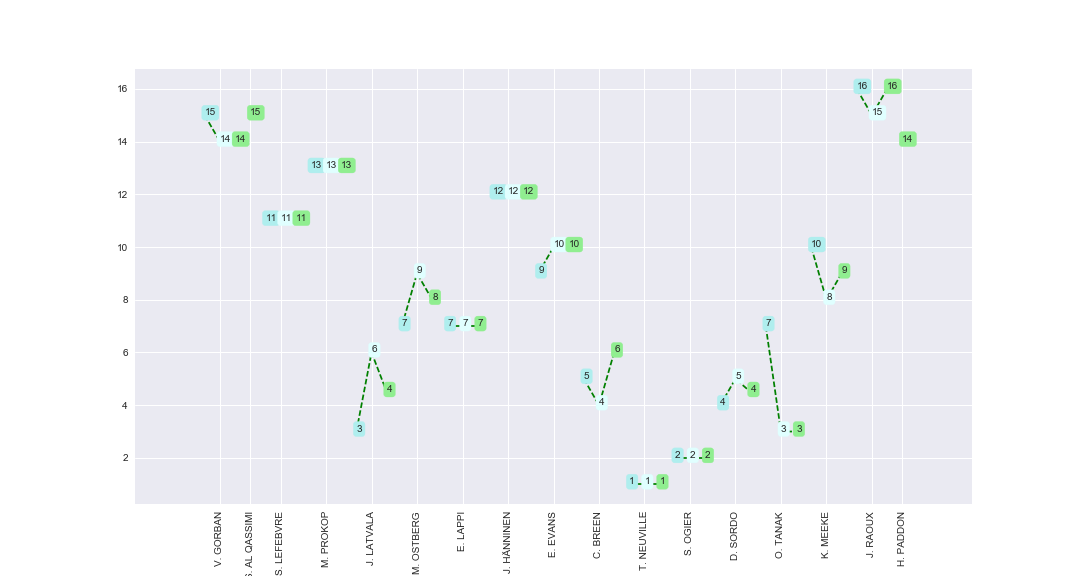 16 16 16
15 15 15 15
14 14 14 14
13 13 13
12 12 12 12
11 11 11
10 10 10 10
9 9 9
8 8 8
7 7 7 7 7
6 6 6
5 5
4 4 4 4 4
3 3 3
2 2 2 2
1 1 1
V. GORBAN
S. AL QASSIMI
S. LEFEBVRE
M. PROKOP
J. LATVALA
M. OSTBERG
E. LAPPI
J. HÄNNINEN
E. EVANS
C. BREEN
T. NEUVILLE
S. OGIER
D. SORDO
O. TANAK
K. MEEKE
J. RAOUX
H. PADDON